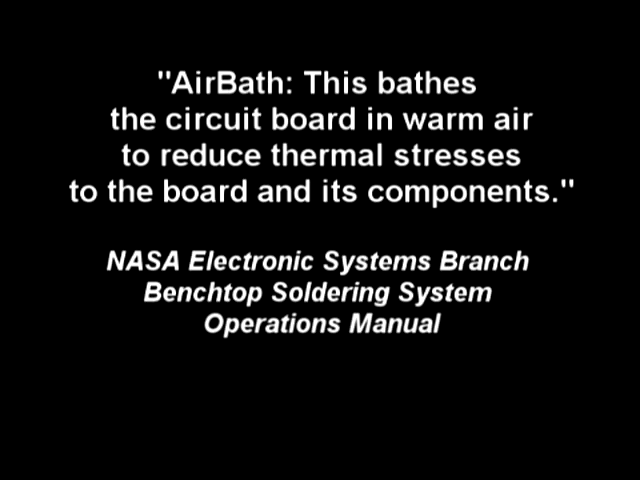 "AirBath: This bathes
the circuit board in warm air
to reduce thermal stresses
to the board and its components."
NASA Electronic Systems Branch
Benchtop Soldering System
Operations Manual